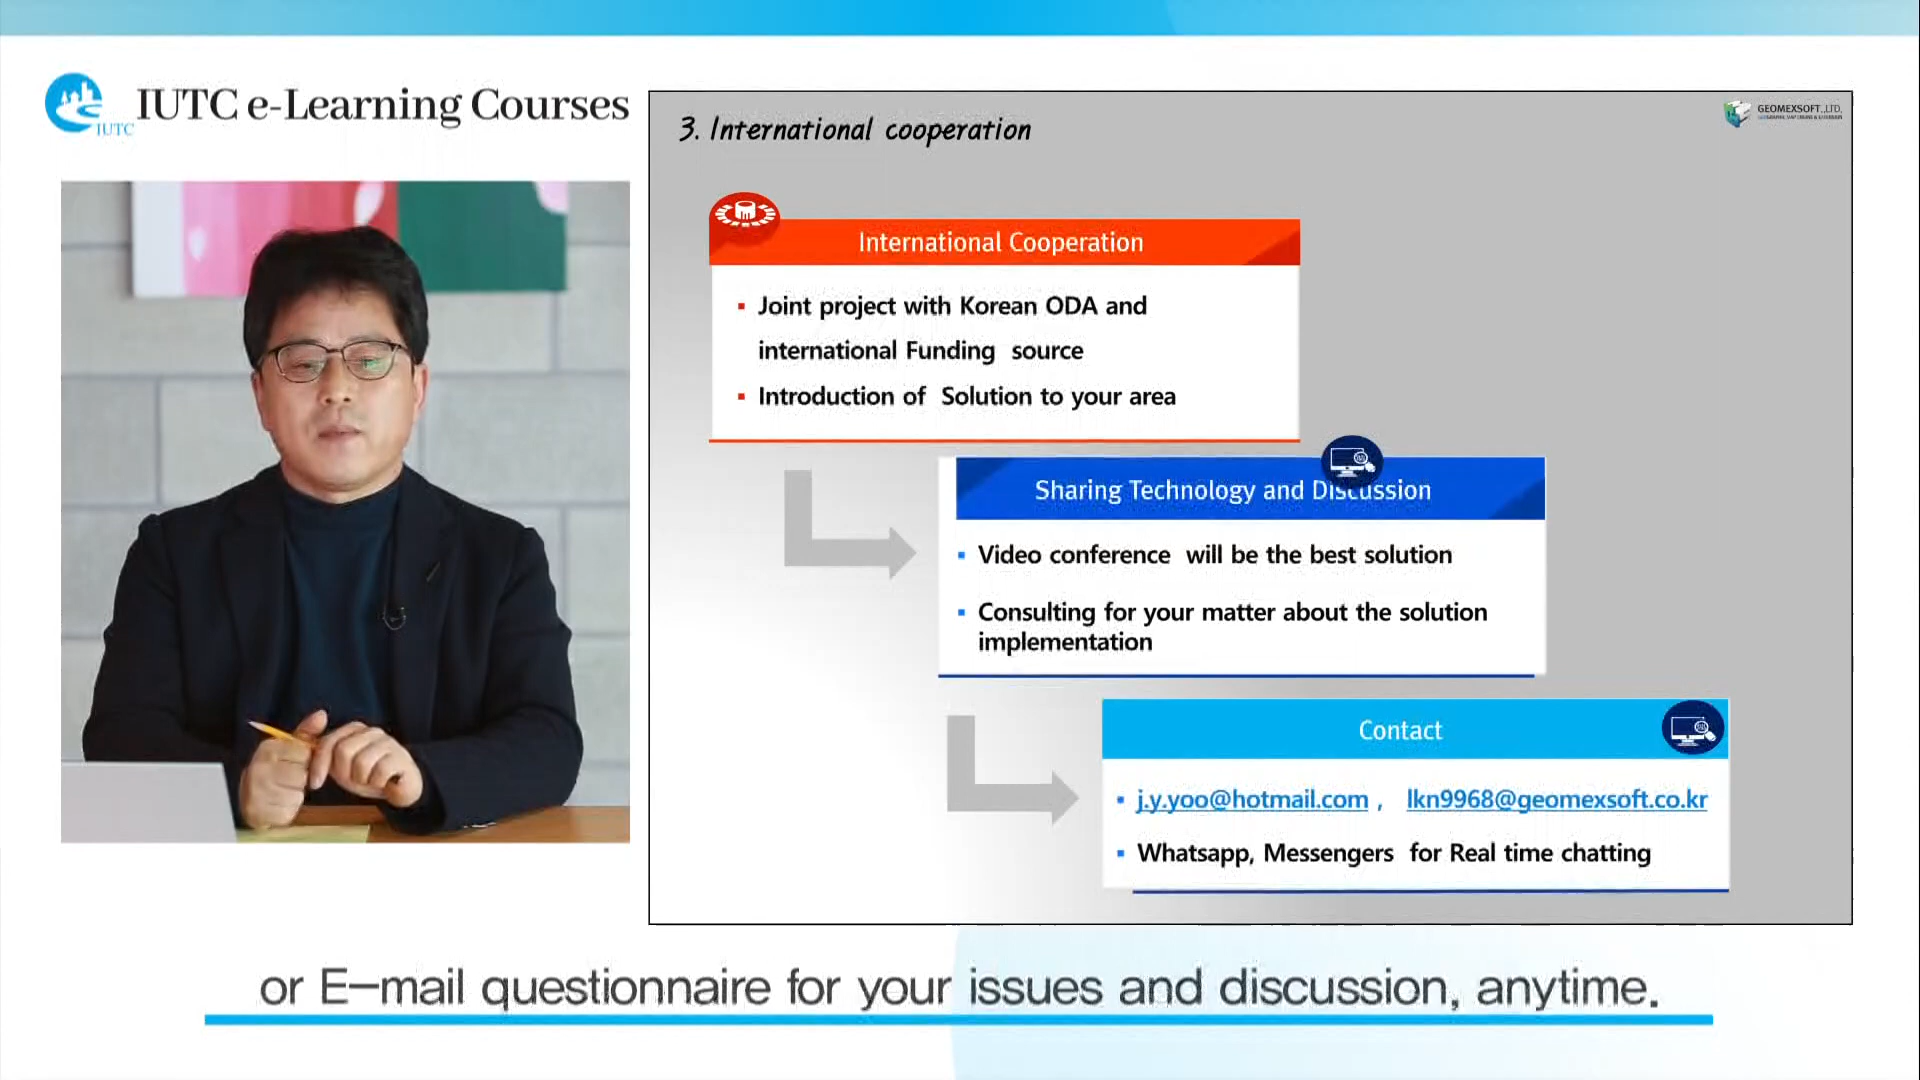 IUTC
IUTC e-Learning Courses
3. International cooperation
GEOMEXSOFT.,LTD.
International Cooperation
▪ Joint project with Korean ODA and
international Funding source
▪ Introduction of Solution to your area
Sharing Technology and Discussion
▪ Video conference will be the best solution
▪ Consulting for your matter about the solution
implementation
Contact
▪ j.y.yoo@hotmail.com , lkn9968@geomexsoft.co.kr
▪ Whatsapp, Messengers for Real time chatting
or E-mail questionnaire for your issues and discussion, anytime.